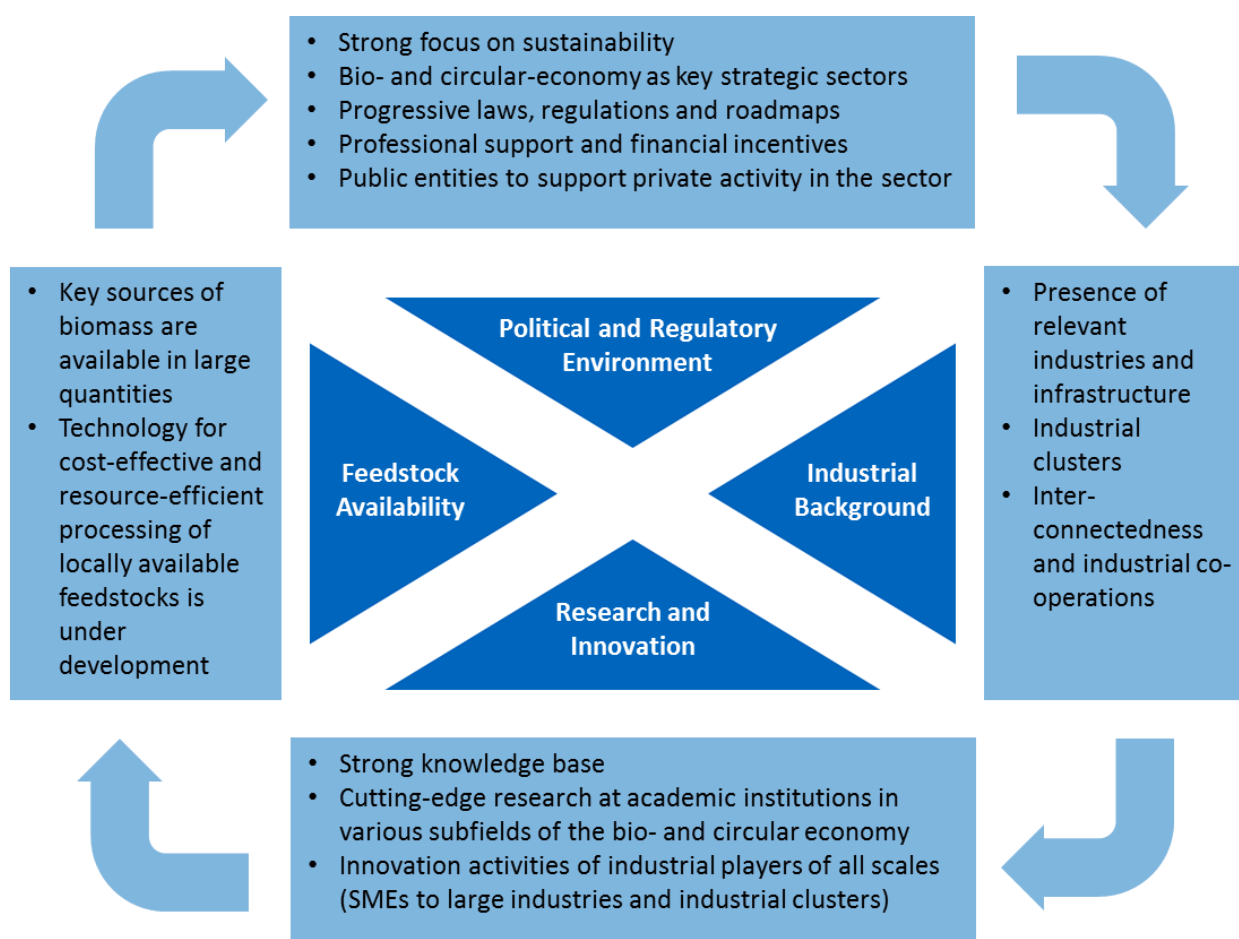 • Strong focus on sustainability
• Bio- and circular-economy as key strategic sectors
• Progressive laws, regulations and roadmaps
• Professional support and financial incentives
• Public entities to support private activity in the sector
• Key sources of
biomass are
available in large
quantities
• Technology for
cost-effective and
resource-efficient
processing of
locally available
feedstocks is
under
development
Political and Regulatory
Environment
Feedstock
Availability
Industrial
Background
Research and
Innovation
• Presence of
relevant
industries and
infrastructure
• Industrial
clusters
• Inter-
connectedness
and industrial co-
operations
• Strong knowledge base
• Cutting-edge research at academic institutions in
various subfields of the bio- and circular economy
• Innovation activities of industrial players of all scales
(SMEs to large industries and industrial clusters)